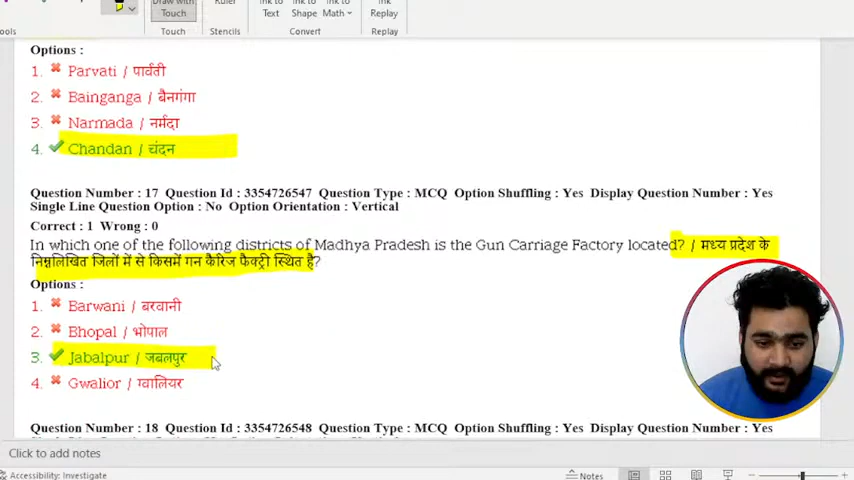 Draw with
Touch
Ruler
Ink to
Text
Ink to
Shape
Ink to
Math
Ink
Replay
Touch
Stencils
Convert
Replay
Options :
1. Parvati / पार्वती
2. Bainganga / बैनगंगा
3. Narmada / नर्मदा
4. Chandan / चंदन
Question Number : 17 Question Id : 3354726547 Question Type : MCQ Option Shuffling : Yes Display Question Number : Yes
Single Line Question Option : No Option Orientation : Vertical
Correct : 1 Wrong : 0
In which one of the following districts of Madhya Pradesh is the Gun Carriage Factory located? / मध्य प्रदेश के
निम्नलिखित जिलों में से किसमें गन कैरिज फैक्ट्री स्थित है?
Options :
1. Barwani / बरवानी
2. Bhopal / भोपाल
3. Jabalpur / जबलपुर
4. Gwalior / ग्वालियर
Question Number : 18 Question Id : 3354726548 Question Type : MCQ Option Shuffling : Yes Display Question Number : Yes
Click to add notes
Accessibility: Investigate
Notes